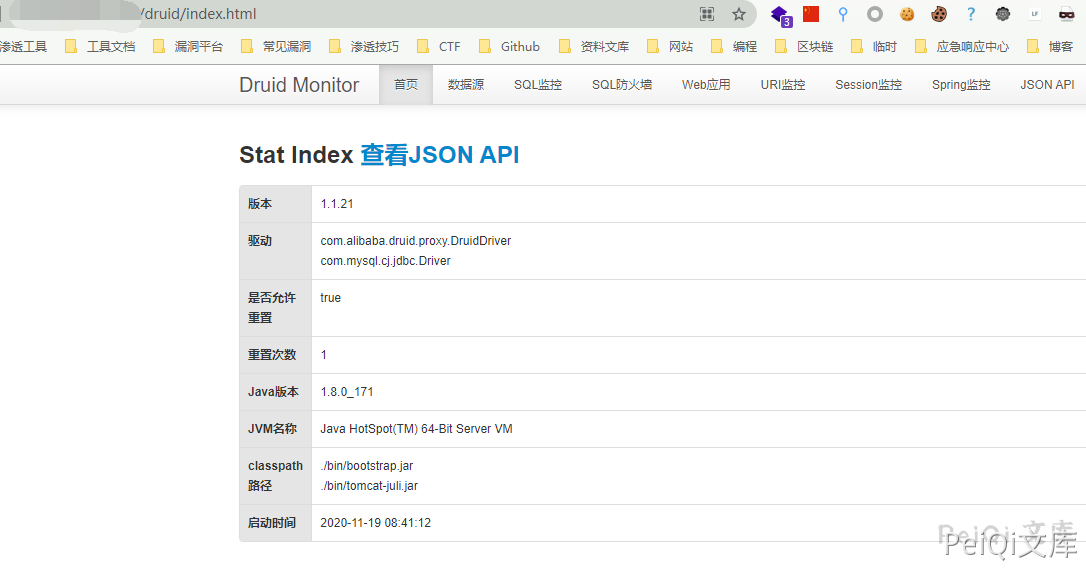 /druid/index.html
3
LF
渗透工具 工具文档 漏洞平台 常见漏洞 渗透技巧 CTF Github 资料文库 网站 编程 区块链 临时 应急响应中心 博客
Druid Monitor 首页 数据源 SQL监控 SQL防火墙 Web应用 URI监控 Session监控 Spring监控 JSON API
Stat Index 查看JSON API
版本 1.1.21
驱动 com.alibaba.druid.proxy.DruidDriver
com.mysql.cj.jdbc.Driver
是否允许 true
重置
重置次数 1
Java版本 1.8.0_171
JVM名称 Java HotSpot(TM) 64-Bit Server VM
classpath ./bin/bootstrap.jar
路径 ./bin/tomcat-juli.jar
启动时间 2020-11-19 08:41:12
PeiQi文库
PeiQi文库